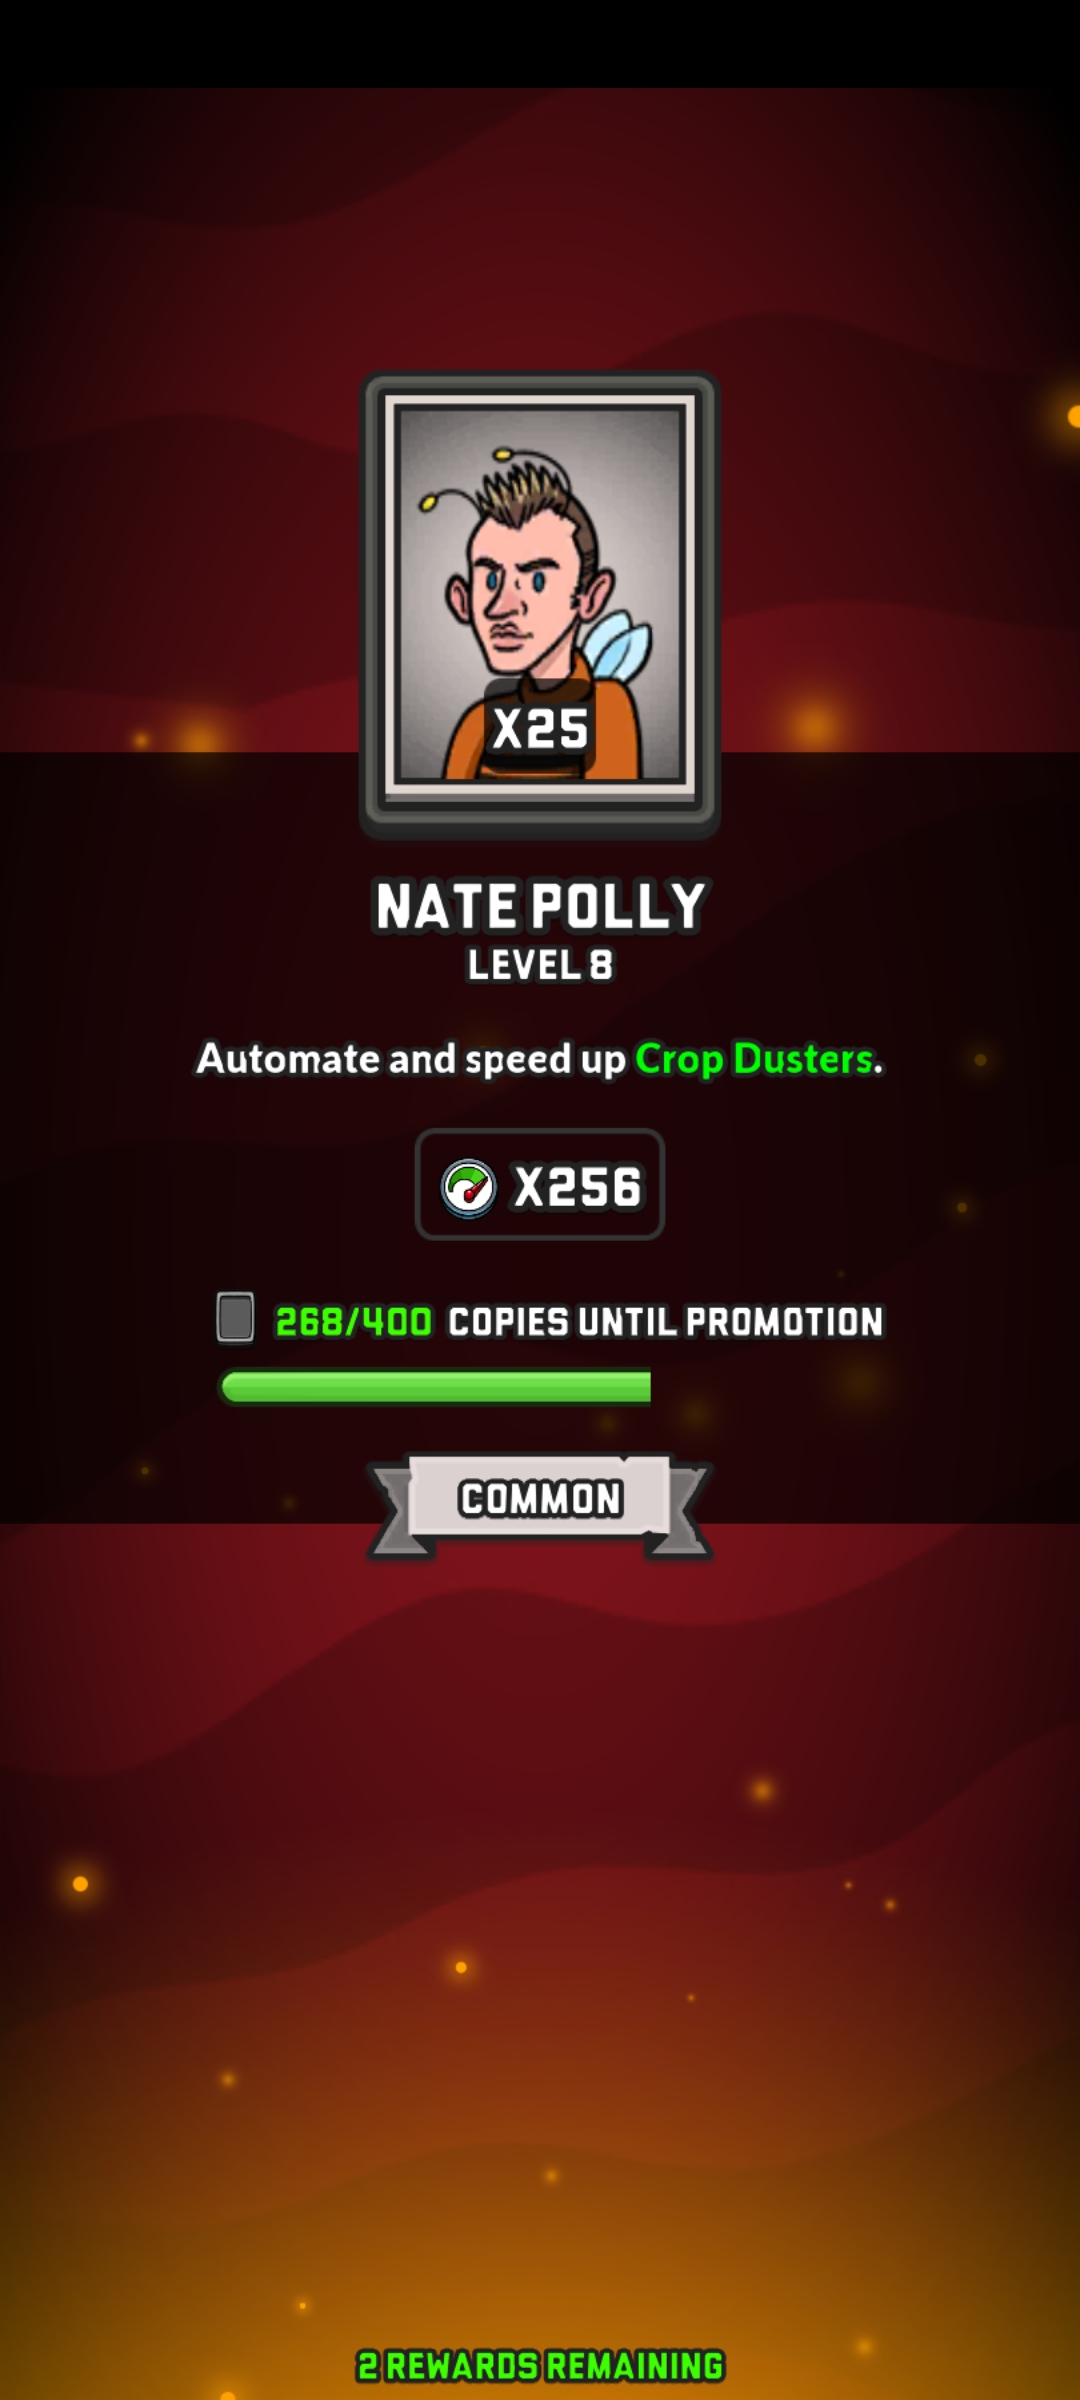 X25
NATE POLLY
LEVEL 8
Automate and speed up Crop Dusters.
X256
268/400 COPIES UNTIL PROMOTION
COMMON
2 REWARDS REMAINING